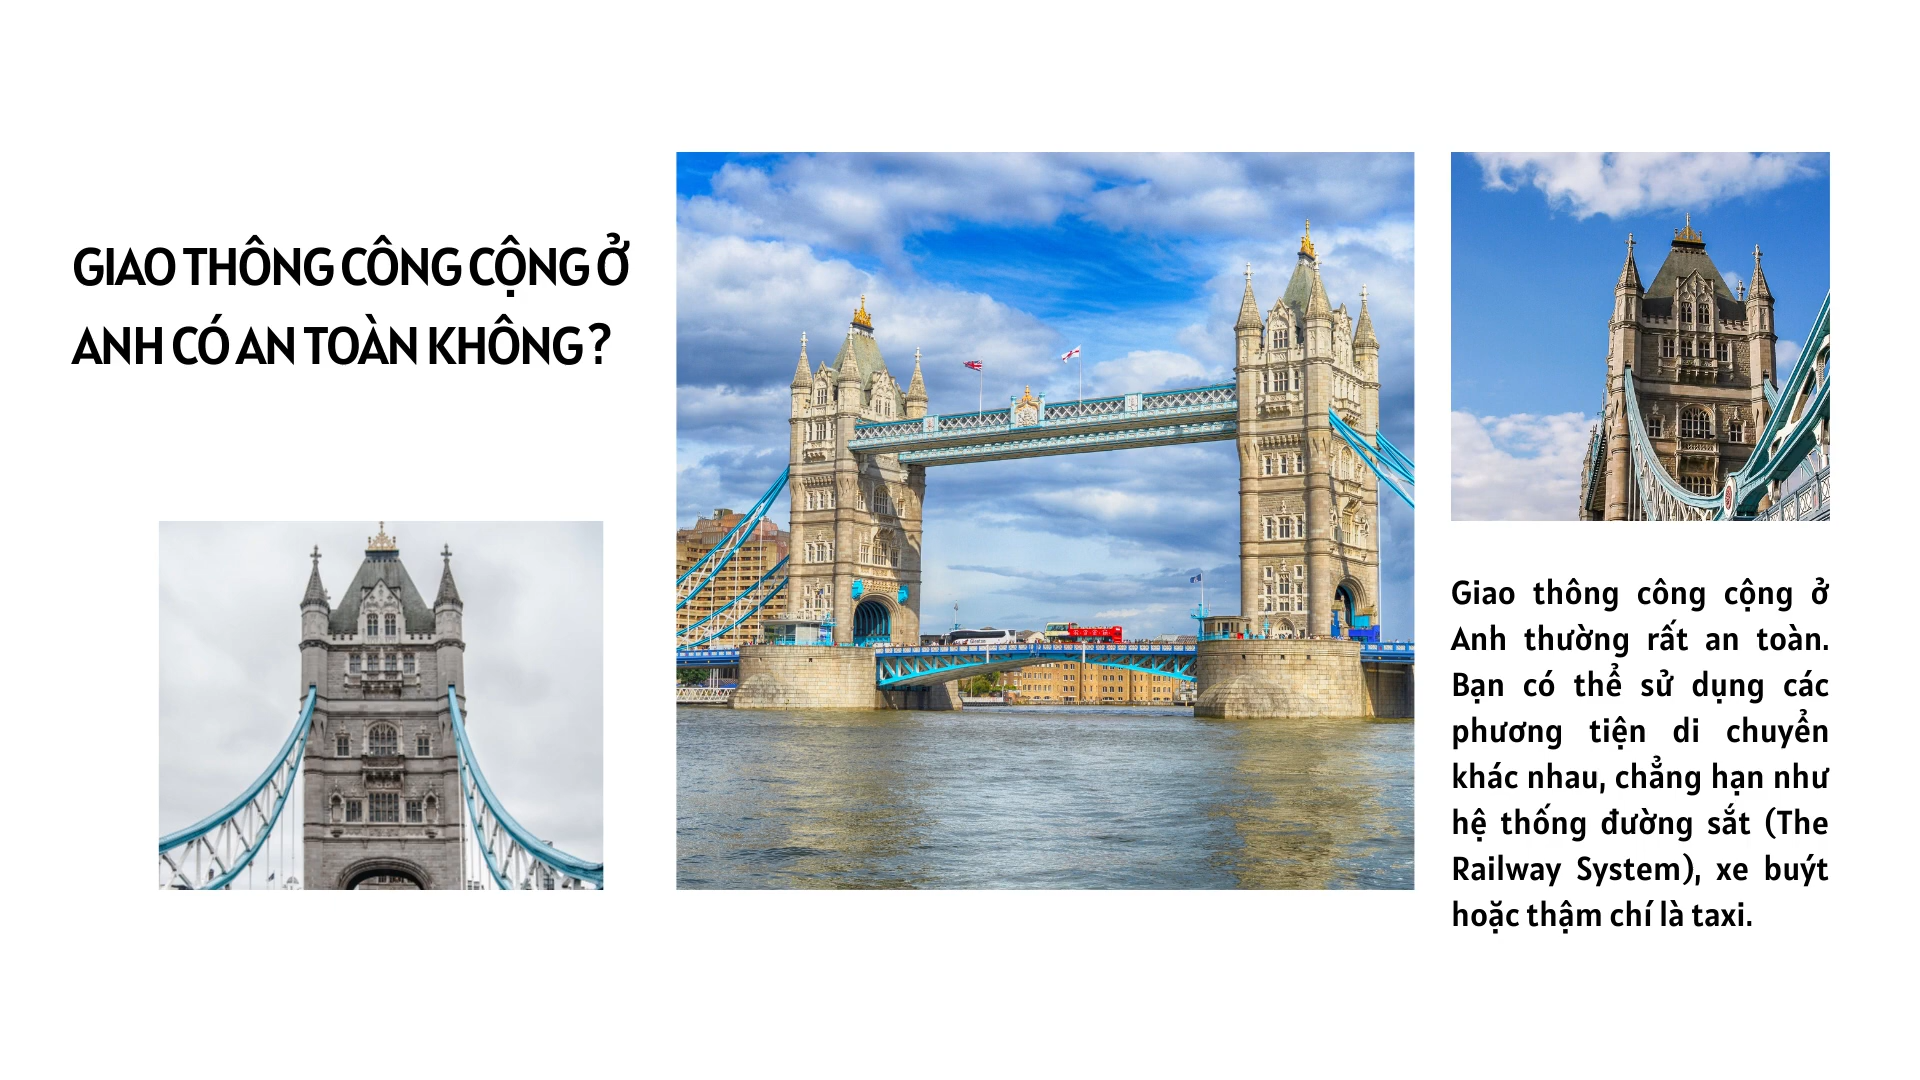 GIAO THÔNG CÔNG CỘNG Ở
ANH CÓ AN TOÀN KHÔNG ?
Giao thông công cộng ở
Anh thường rất an toàn.
Bạn có thể sử dụng các
phương tiện di chuyển
khác nhau, chẳng hạn như
hệ thống đường sắt (The
Railway System), xe buýt
hoặc thậm chí là taxi.